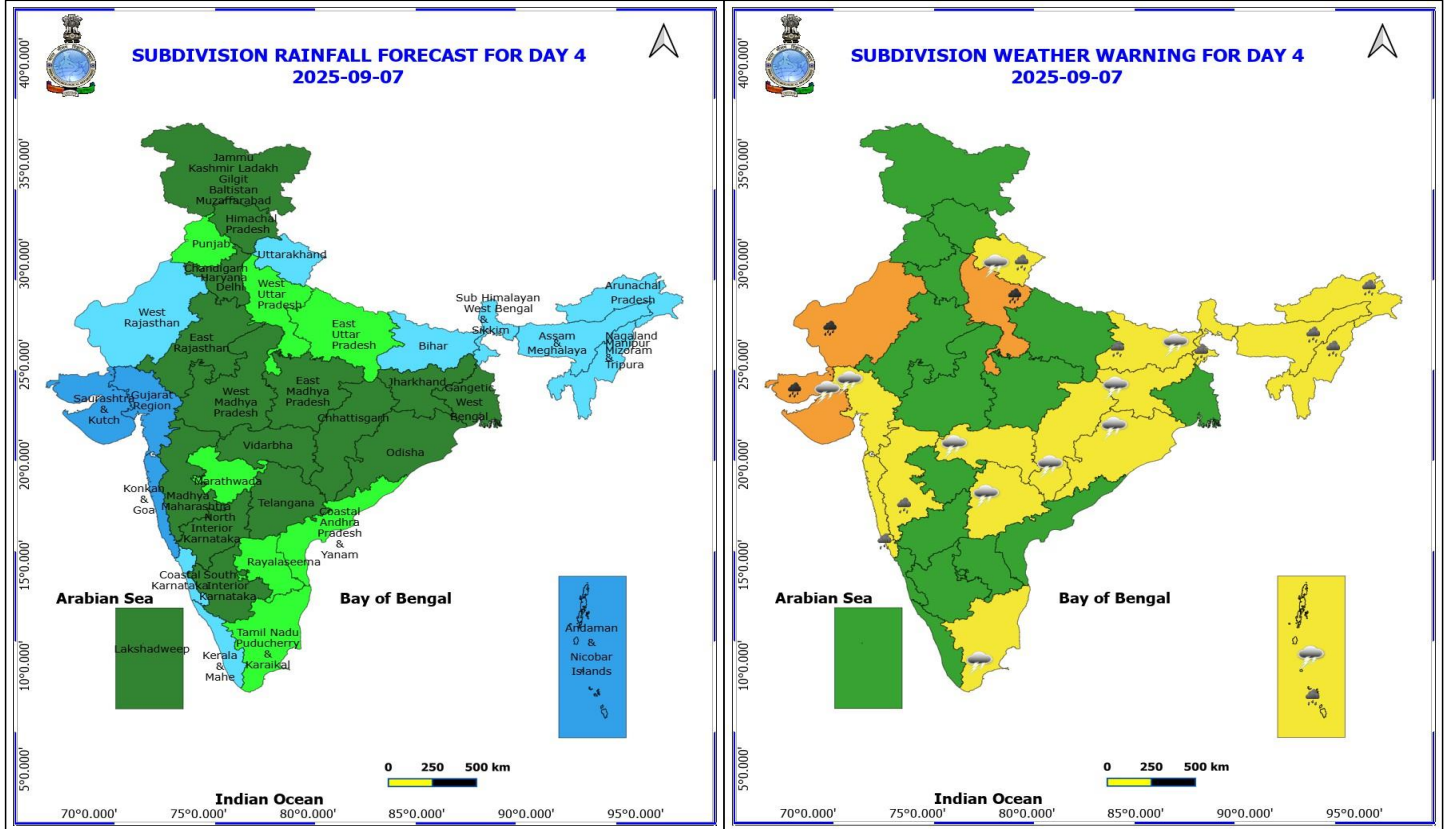 SUBDIVISION RAINFALL FORECAST FOR DAY 4
2025-09-07
40°0.000'
35°0.000'
30°0.000'
25°0.000'
20°0.000'
15°0.000'
10°0.000'
5°0.000'
Jammu
Kashmir Ladakh
Gilgit
Baltistan
Muzaffarabad
Himachal
Pradesh
Punjab
Uttarakhand
Chandigarh
Haryana
Delhi
West
Uttar
Pradesh
West
Rajasthan
East
Uttar
Pradesh
East
Rajasthan
Bihar
Sub Himalayan
West Bengal
&
Sikkim
Arunachal
Pradesh
Assam
&
Meghalaya
Nagaland
Manipur
Mizoram
&
Tripura
Saurashtra
&
Kutch
Gujarat
Region
West
Madhya
Pradesh
East
Madhya
Pradesh
Jharkhand
Gangetic
West
Bengal
Chhattisgarh
Vidarbha
Odisha
Konkan
&
Goa
Madhya
Maharashtra
Marathwada
Telangana
North
Interior
Karnataka
Coastal
Andhra
Pradesh
&
Yanam
Rayalaseema
Coastal
Karnataka
South
Interior
Karnataka
Arabian Sea
Bay of Bengal
Lakshadweep
Kerala
&
Mahe
Tamil Nadu
Puducherry
&
Karaikal
Andaman
&
Nicobar
Islands
0 250 500 km
Indian Ocean
70°0.000' 75°0.000' 80°0.000' 85°0.000' 90°0.000' 95°0.000'
SUBDIVISION WEATHER WARNING FOR DAY 4
2025-09-07
40°0.000'
35°0.000'
30°0.000'
25°0.000'
20°0.000'
15°0.000'
10°0.000'
5°0.000'
Arabian Sea
Bay of Bengal
0 250 500 km
Indian Ocean
70°0.000' 75°0.000' 80°0.000' 85°0.000' 90°0.000' 95°0.000'